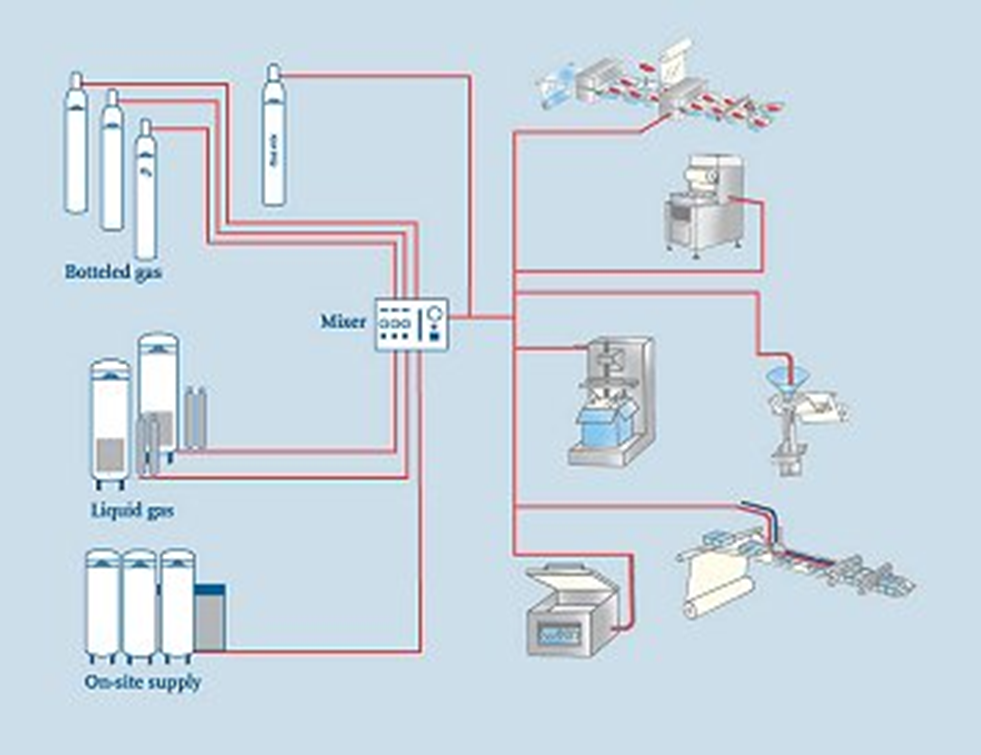 Botteled gas
Mixer
Liquid gas
On-site supply